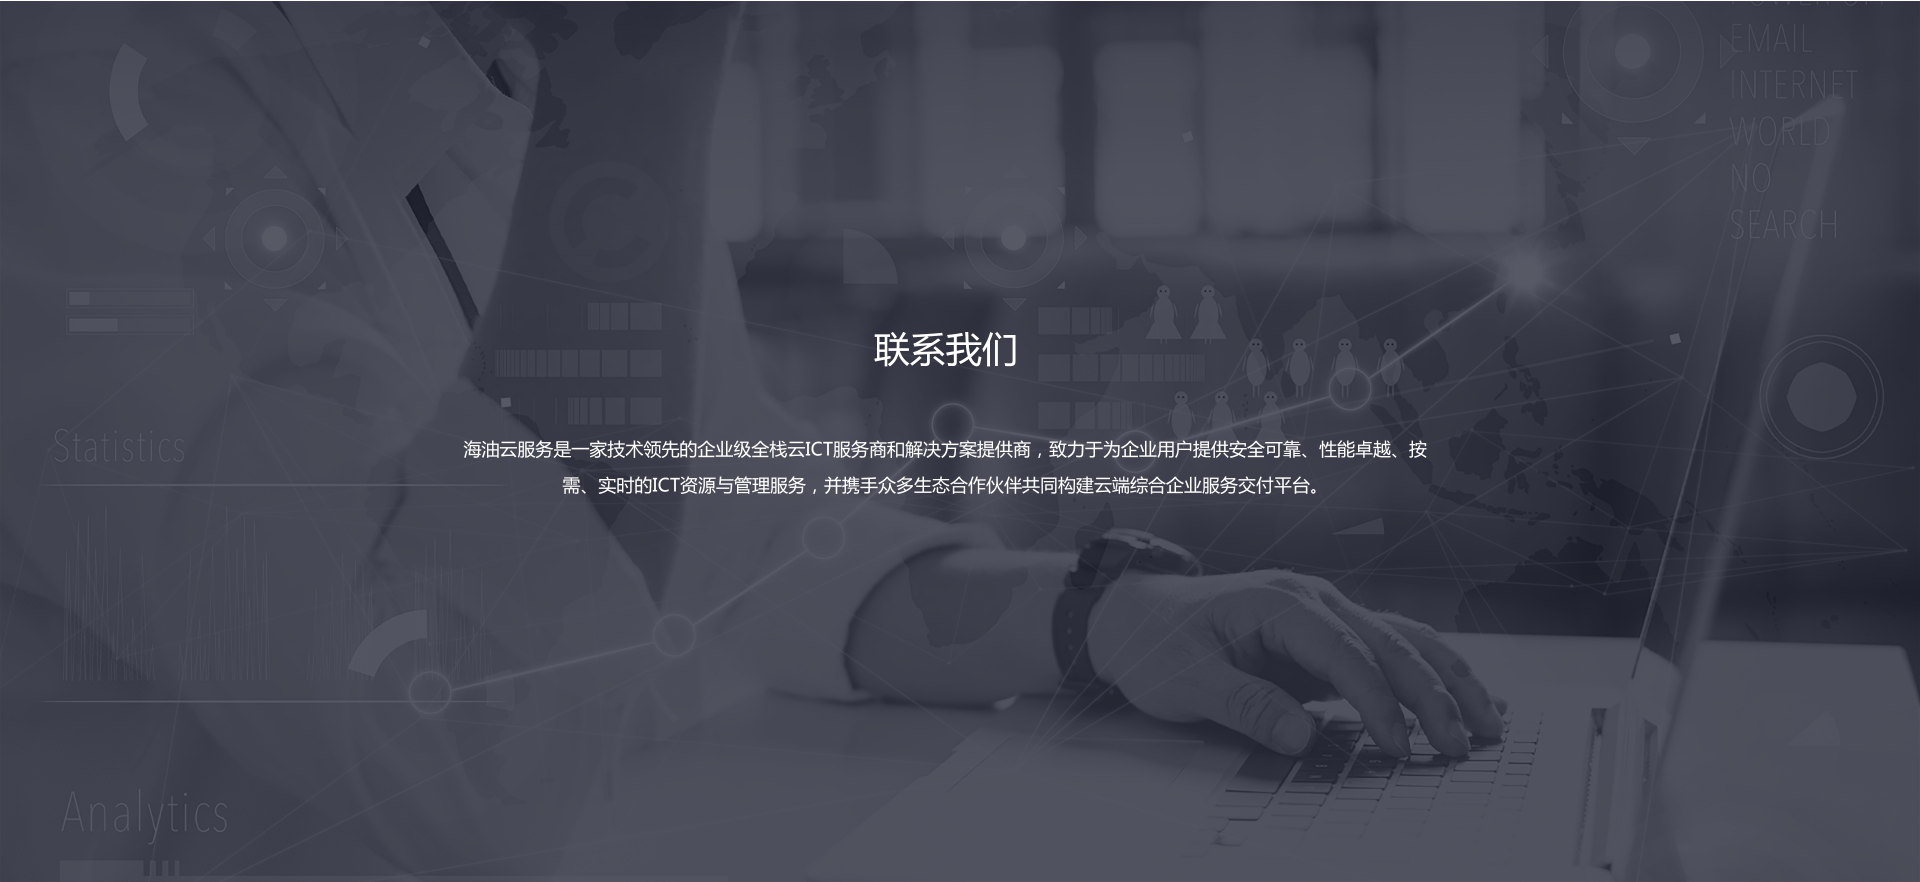 EMAIL
INTERNET
WORLD
NO
SEARCH
联系我们
Statistics
海油云服务是一家技术领先的企业级全栈云ICT服务商和解决方案提供商，致力于为企业用户提供安全可靠、性能卓越、按
需、实时的ICT资源与管理服务，并携手众多生态合作伙伴共同构建云端综合企业服务交付平台。
Analytics